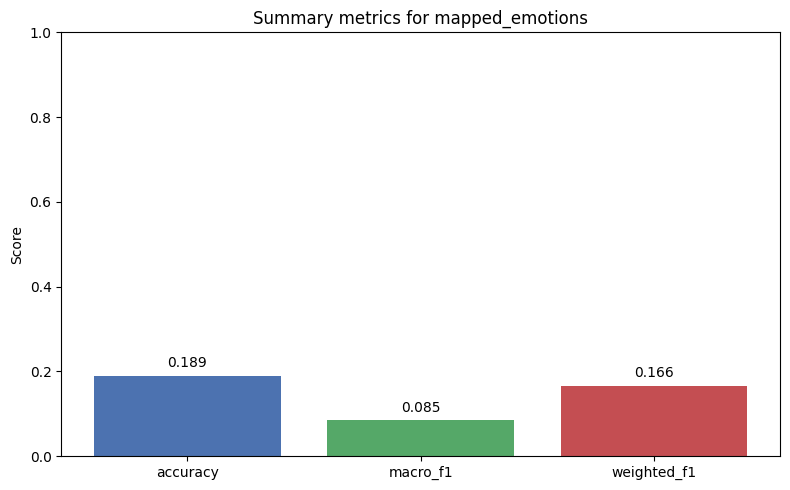 Summary metrics for mapped_emotions
1.0
0.8
0.6
0.4
0.2
0.0
Score
0.189
0.085
0.166
accuracy
macro_f1
weighted_f1